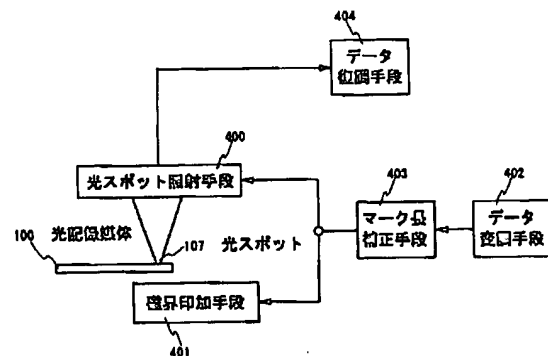 404
データ
復調手段
400
光スポット照射手段
403
402
マーク長
補正手段
データ
変調手段
100
光記憶媒体
107
光スポット
磁界印加手段
401